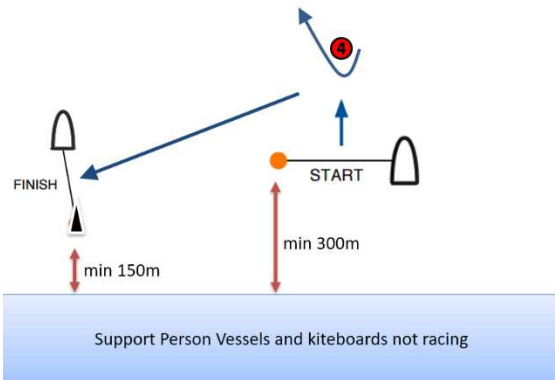 4
FINISH
START
min 300m
min 150m
Support Person Vessels and kiteboards not racing